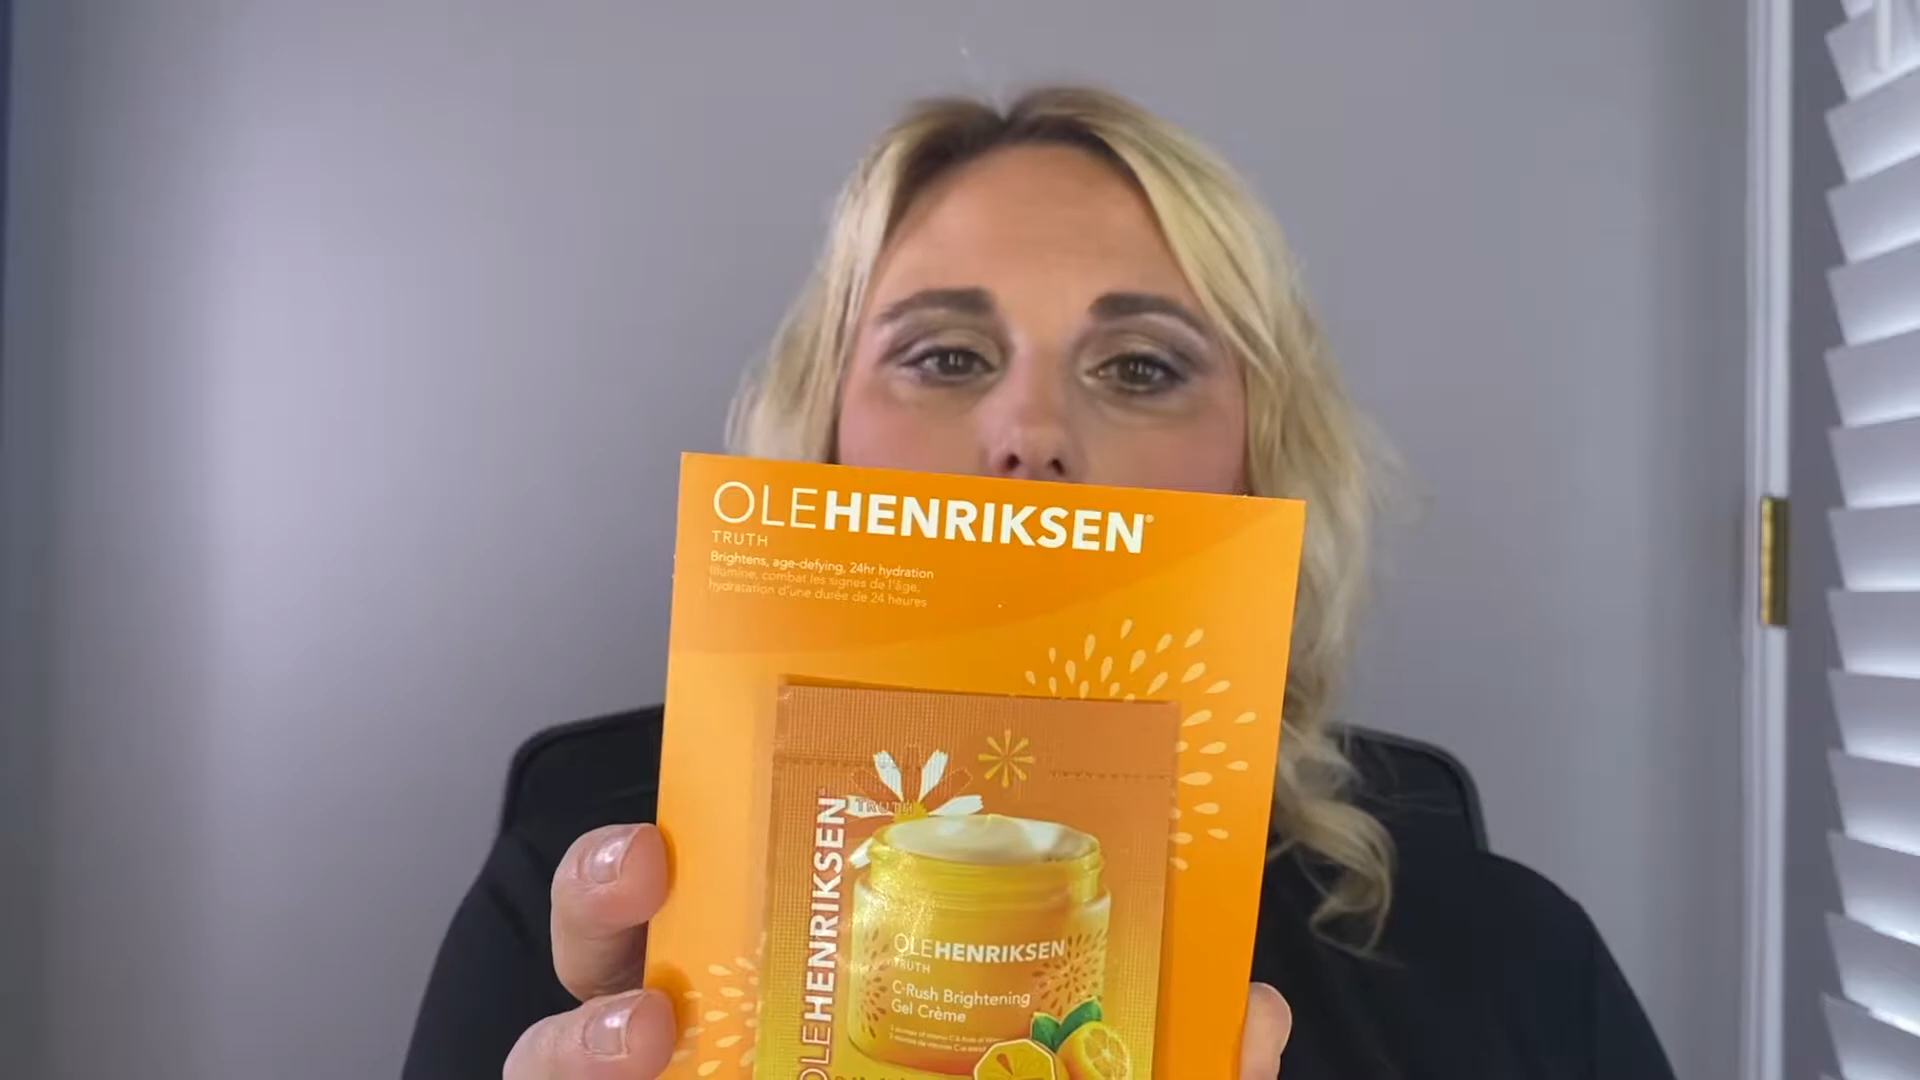 OLEHENRIKSEN®
TRUTH
Brightens, age-defying, 24hr hydration
Illumine, combat les signes de l'âge,
hydratation d'une durée de 24 heures
TRUTH
OLEHENRIKSEN
OLEHENRIKSEN
TRUTH
C-Rush Brightening
Gel Crème